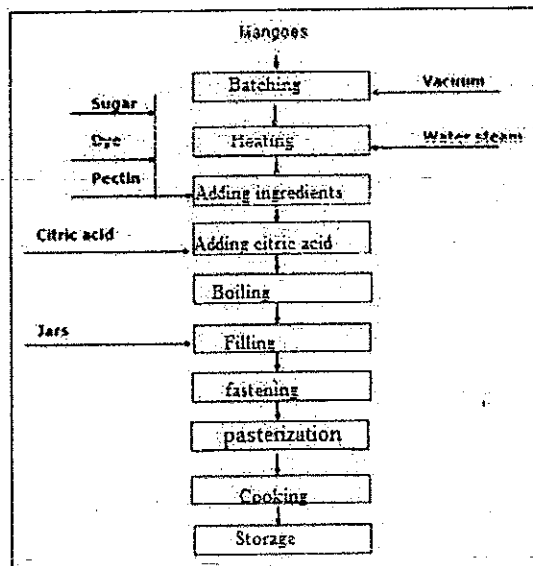 Mangoes
Batching
Vacuum
Sugar
Dye
Heating
Water steam
Pectin
Adding ingredients
Citric acid
Adding citric acid
Boiling
Jars
Filling
fastening
pasterization
Cooking
Storage